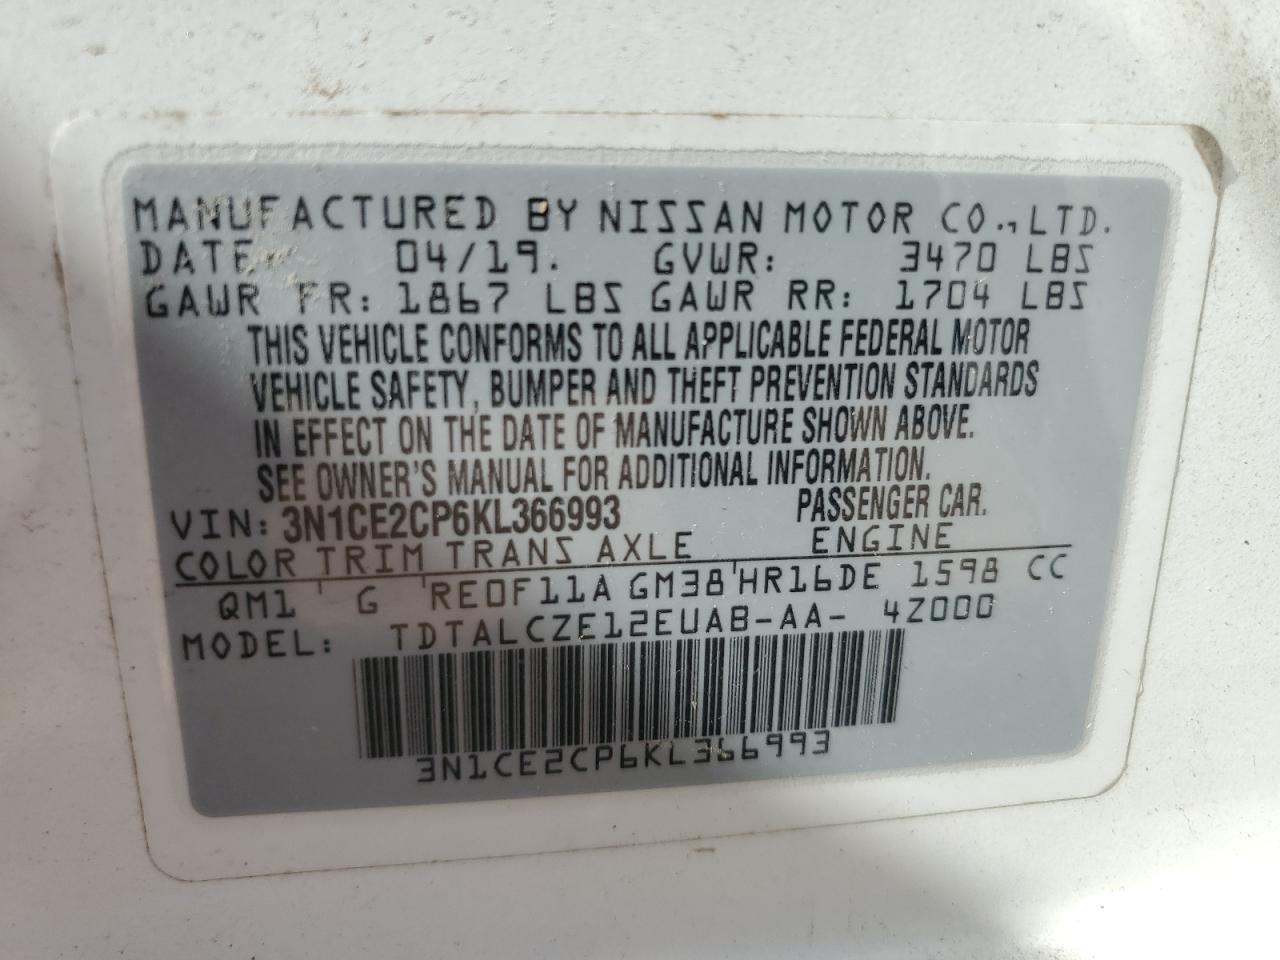 MANUFACTURED BY NISSAN MOTOR CO.,LTD.
DATE: 04/19. GVWR: 3470 LBS
GAWR FR: 1867 LBS GAWR RR: 1704 LBS
THIS VEHICLE CONFORMS TO ALL APPLICABLE FEDERAL MOTOR
VEHICLE SAFETY, BUMPER AND THEFT PREVENTION STANDARDS
IN EFFECT ON THE DATE OF MANUFACTURE SHOWN ABOVE.
SEE OWNER'S MANUAL FOR ADDITIONAL INFORMATION.
VIN: 3N1CE2CP6KL366993 PASSENGER CAR.
COLOR TRIM TRANS AXLE ENGINE
QM1 G RE0F11A GM38 HR16DE 1598 CC
MODEL: TDTALCZE12EUAB-AA- 4Z000
3N1CE2CP6KL366993